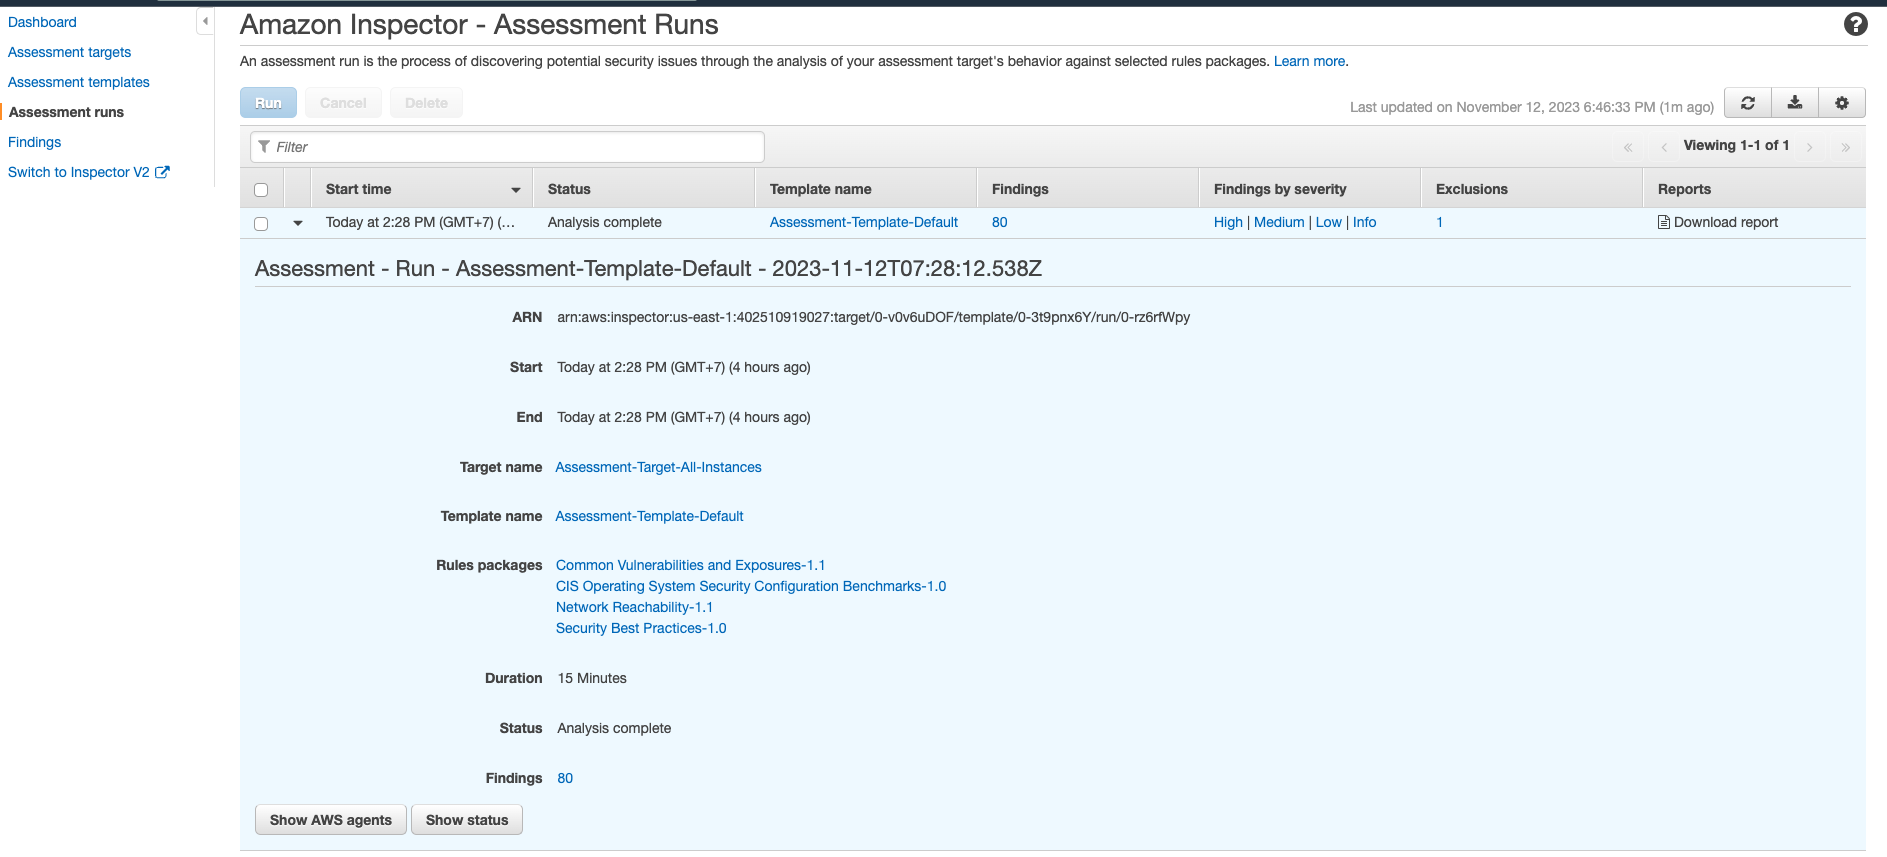 Dashboard
Assessment targets
Assessment templates
Assessment runs
Findings
Switch to Inspector V2
Amazon Inspector - Assessment Runs
An assessment run is the process of discovering potential security issues through the analysis of your assessment target's behavior against selected rules packages. Learn more.
Run Cancel Delete
Last updated on November 12, 2023 6:46:33 PM (1m ago)
Filter
« ‹ Viewing 1-1 of 1 › »
Start time Status Template name Findings Findings by severity Exclusions Reports
Today at 2:28 PM (GMT+7) (... Analysis complete Assessment-Template-Default 80 High | Medium | Low | Info 1 Download report
Assessment - Run - Assessment-Template-Default - 2023-11-12T07:28:12.538Z
ARN arn:aws:inspector:us-east-1:402510919027:target/0-v0v6uDOF/template/0-3t9pnx6Y/run/0-rz6rfWpy
Start Today at 2:28 PM (GMT+7) (4 hours ago)
End Today at 2:28 PM (GMT+7) (4 hours ago)
Target name Assessment-Target-All-Instances
Template name Assessment-Template-Default
Rules packages Common Vulnerabilities and Exposures-1.1
CIS Operating System Security Configuration Benchmarks-1.0
Network Reachability-1.1
Security Best Practices-1.0
Duration 15 Minutes
Status Analysis complete
Findings 80
Show AWS agents Show status